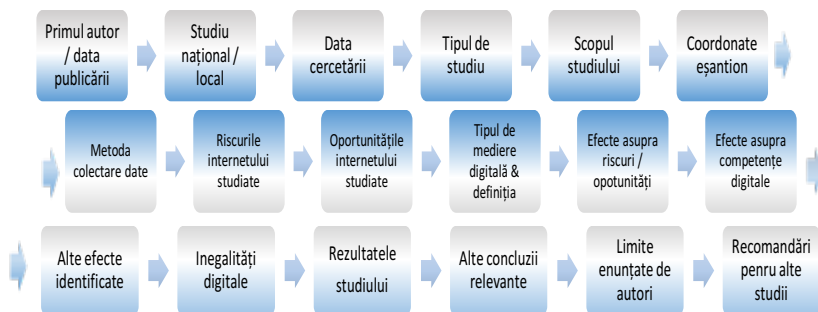 Primul autor
/ data
publicării
Studiu
național /
local
Data
cercetării
Tipul de
studiu
Scopul
studiului
Coordonate
eșantion
Metoda
colectare date
Riscurile
internetului
studiate
Oportunitățile
internetului
studiate
Tipul de
mediere
digitală &
definiția
Efecte asupra
riscuri /
opotunități
Efecte asupra
competențe
digitale
Alte efecte
identificate
Inegalități
digitale
Rezultatele
studiului
Alte concluzii
relevante
Limite
enunțate de
autori
Recomandări
penru alte
studii